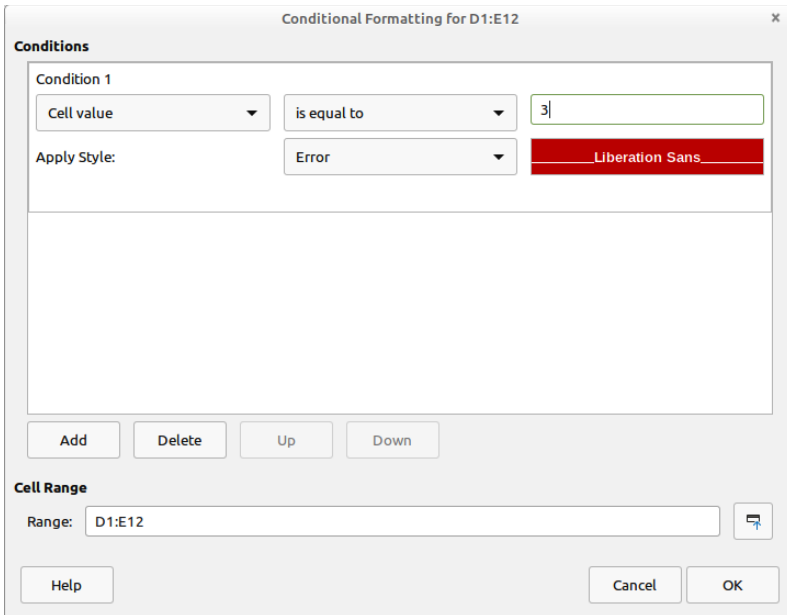 Conditional Formatting for D1:E12 x
Conditions
Condition 1
Cell value is equal to 3
Apply Style: Error Liberation Sans
Add Delete Up Down
Cell Range
Range: D1:E12
Help Cancel OK